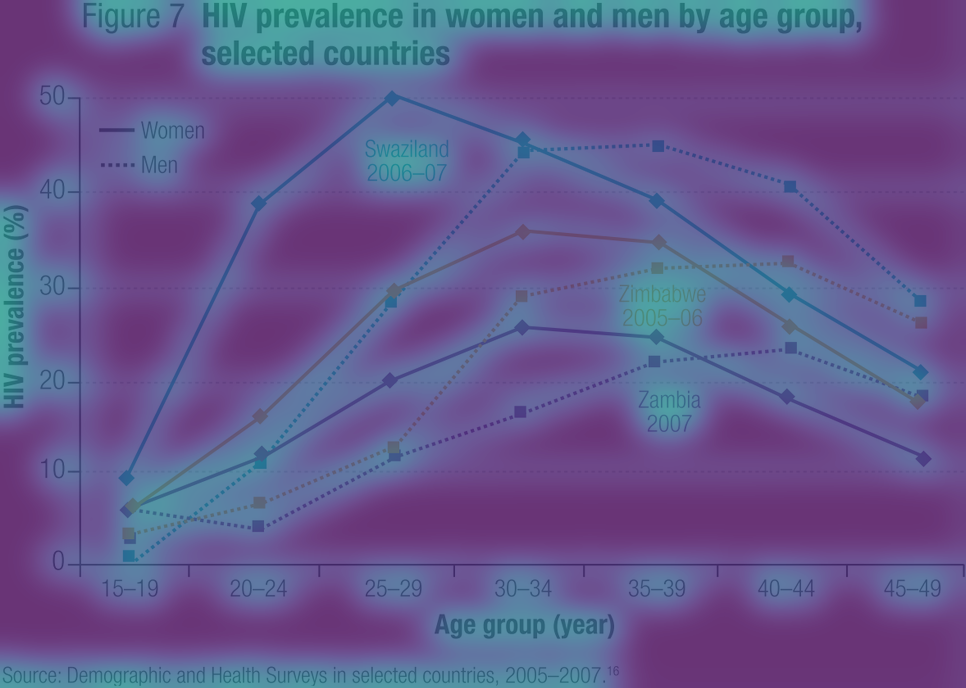 Figure 7 HIV prevalence in women and men by age group,
selected countries
HIV prevalence (%)
50
40
30
20
10
0
Women
Men
Swaziland
2006–07
Zimbabwe
2005–06
Zambia
2007
15–19 20–24 25–29 30–34 35–39 40–44 45–49
Age group (year)
Source: Demographic and Health Surveys in selected countries, 2005–2007.16